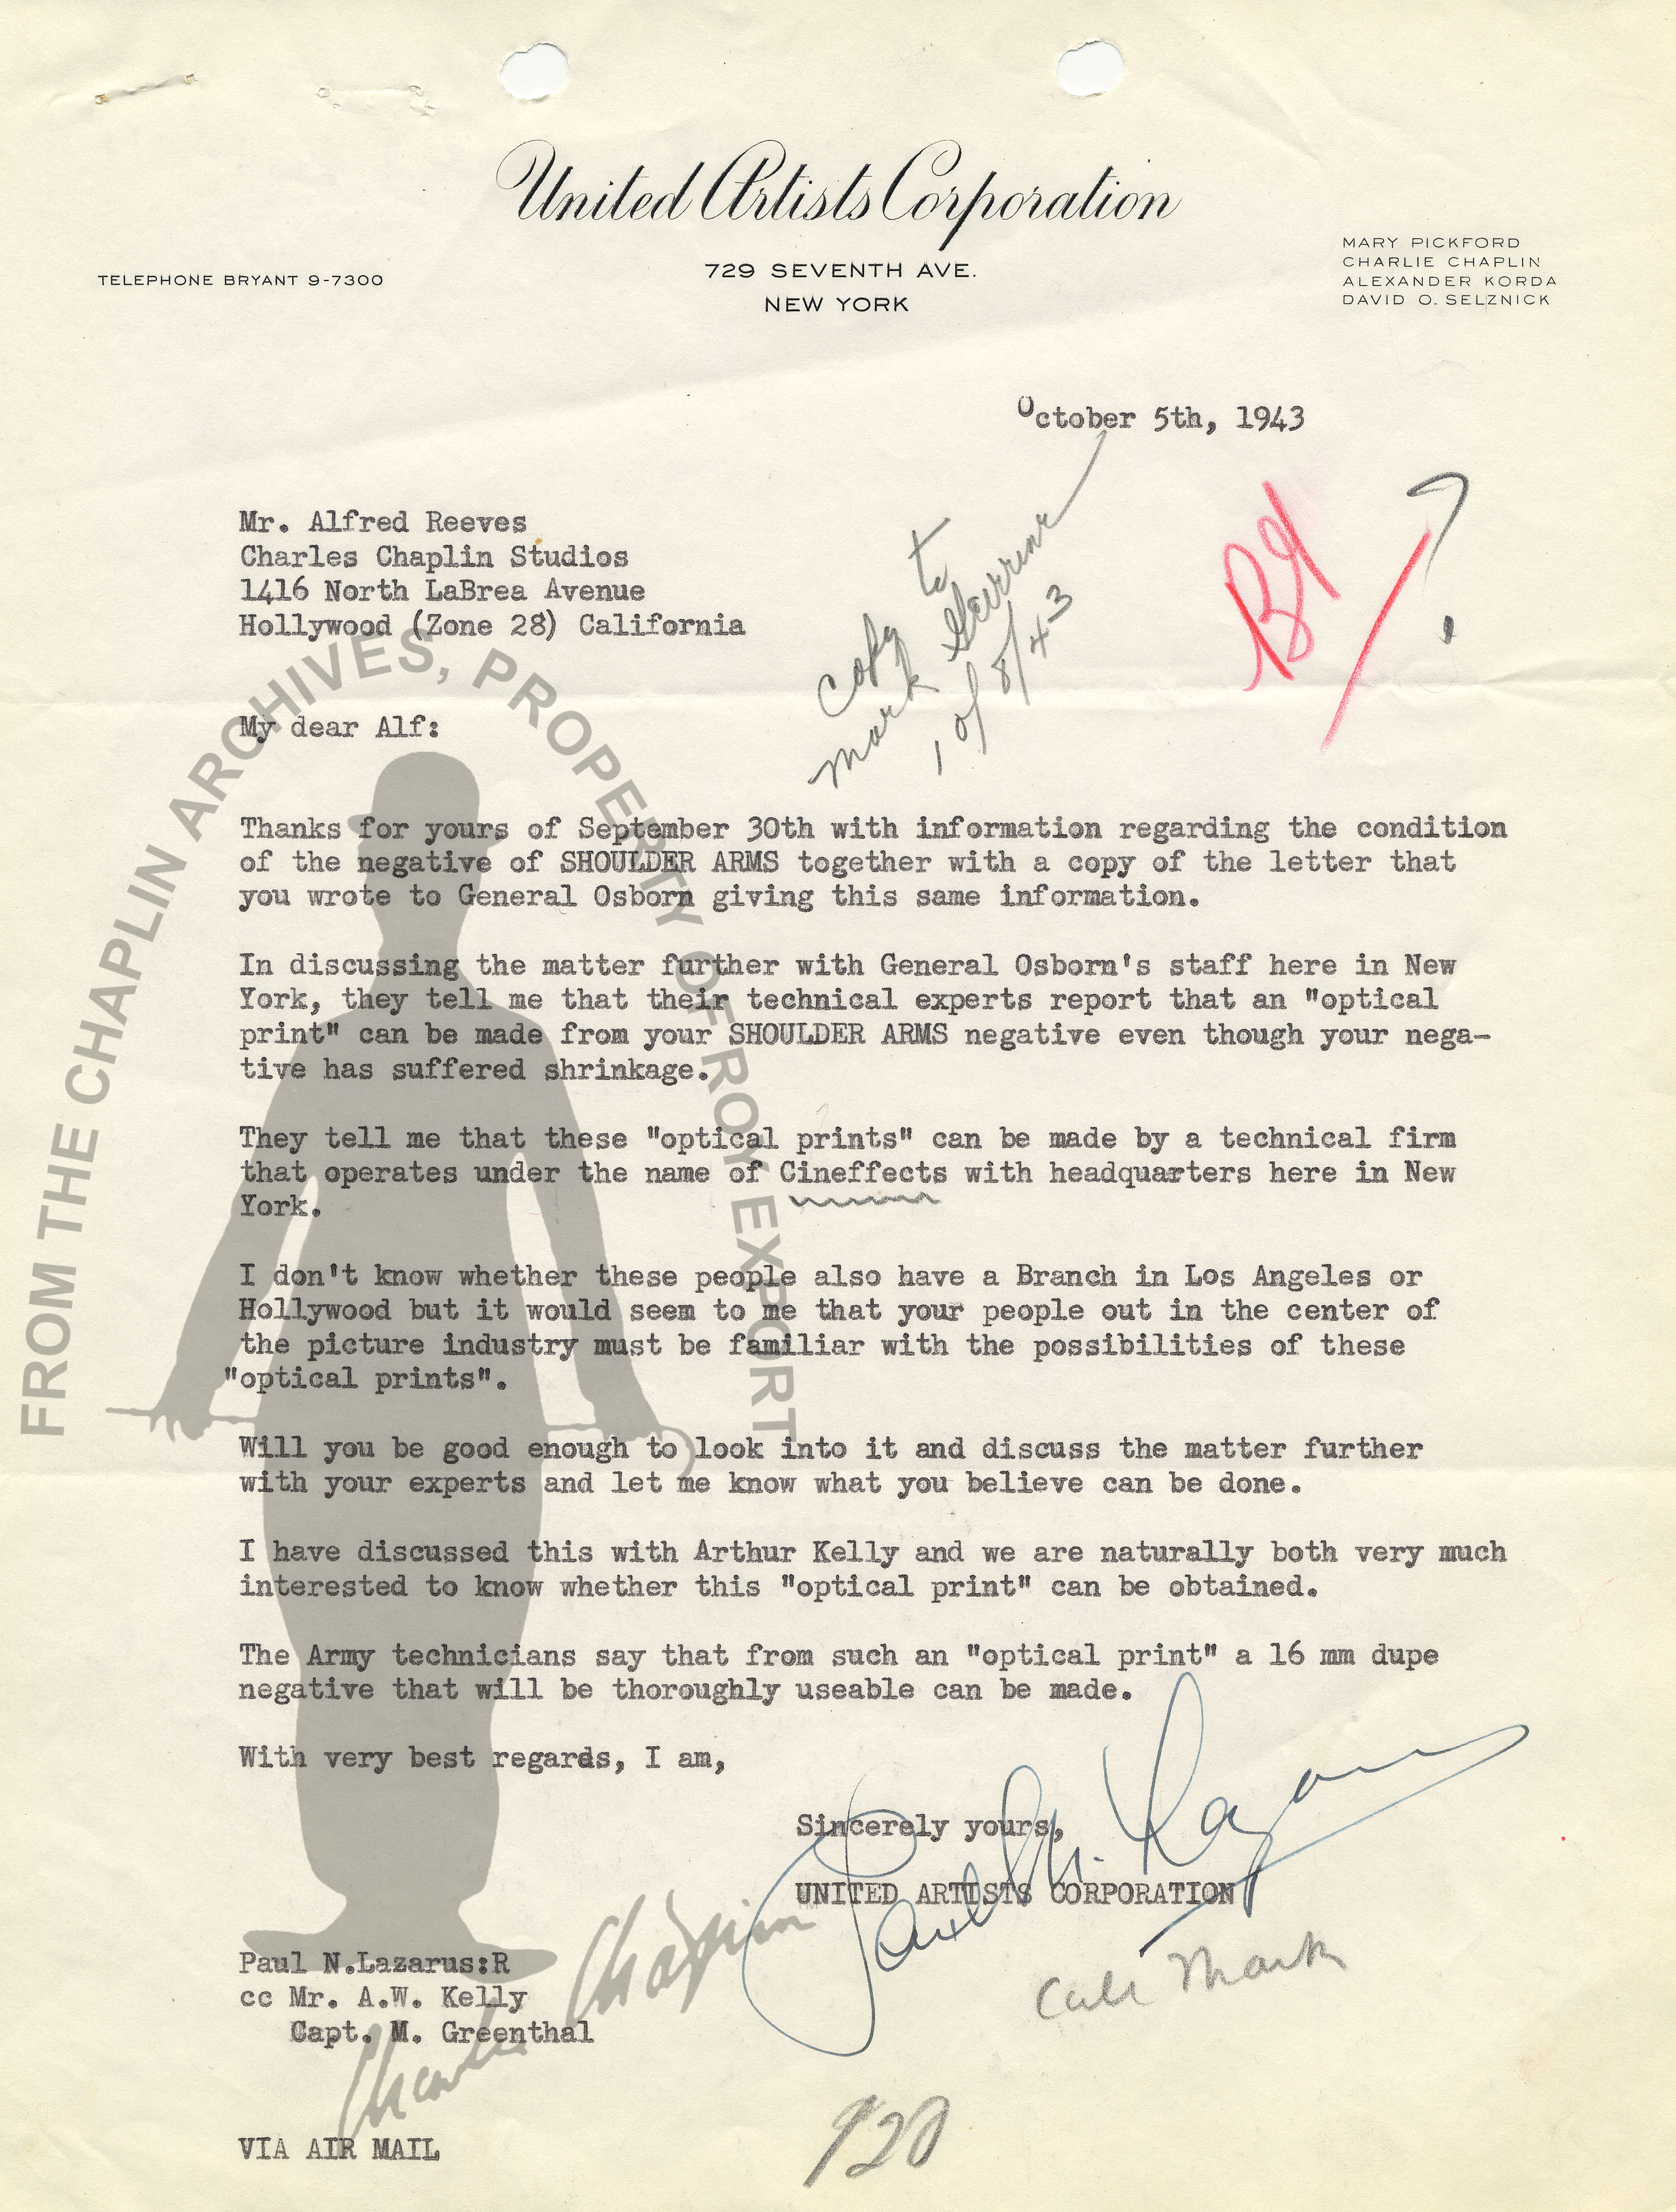 United Artists Corporation
729 SEVENTH AVE.
NEW YORK
TELEPHONE BRYANT 9-7300
MARY PICKFORD
CHARLIE CHAPLIN
ALEXANDER KORDA
DAVID O. SELZNICK
October 5th, 1943
Mr. Alfred Reeves
Charles Chaplin Studios
1416 North LaBrea Avenue
Hollywood (Zone 28) California
copy to
Mark
8/43
?
My dear Alf:
Thanks for yours of September 30th with information regarding the condition
of the negative of SHOULDER ARMS together with a copy of the letter that
you wrote to General Osborn giving this same information.
In discussing the matter further with General Osborn's staff here in New
York, they tell me that their technical experts report that an "optical
print" can be made from your SHOULDER ARMS negative even though your nega-
tive has suffered shrinkage.
They tell me that these "optical prints" can be made by a technical firm
that operates under the name of Cineffects with headquarters here in New
York.
I don't know whether these people also have a Branch in Los Angeles or
Hollywood but it would seem to me that your people out in the center of
the picture industry must be familiar with the possibilities of these
"optical prints".
Will you be good enough to look into it and discuss the matter further
with your experts and let me know what you believe can be done.
I have discussed this with Arthur Kelly and we are naturally both very much
interested to know whether this "optical print" can be obtained.
The Army technicians say that from such an "optical print" a 16 mm dupe
negative that will be thoroughly useable can be made.
With very best regards, I am,
Sincerely yours,
UNITED ARTISTS CORPORATION
Paul N. Lazarus
Call Mark
Paul N.Lazarus:R
cc Mr. A.W. Kelly
Capt. M. Greenthal
VIA AIR MAIL
920
FROM THE CHAPLIN ARCHIVES, PROPERTY OF ROY EXPORT
Charles Chaplin
TM